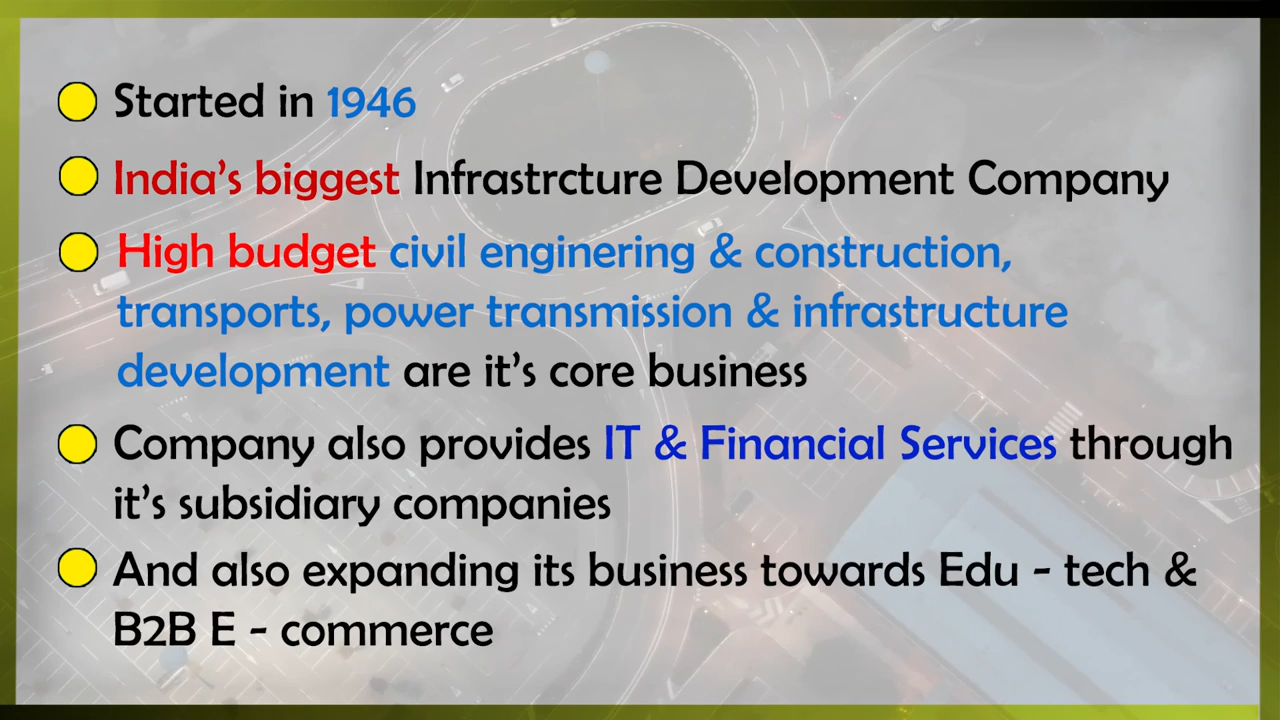 Started in 1946
India's biggest Infrastrcture Development Company
High budget civil enginering & construction,
transports, power transmission & infrastructure
development are it's core business
Company also provides IT & Financial Services through
it's subsidiary companies
And also expanding its business towards Edu - tech &
B2B E - commerce